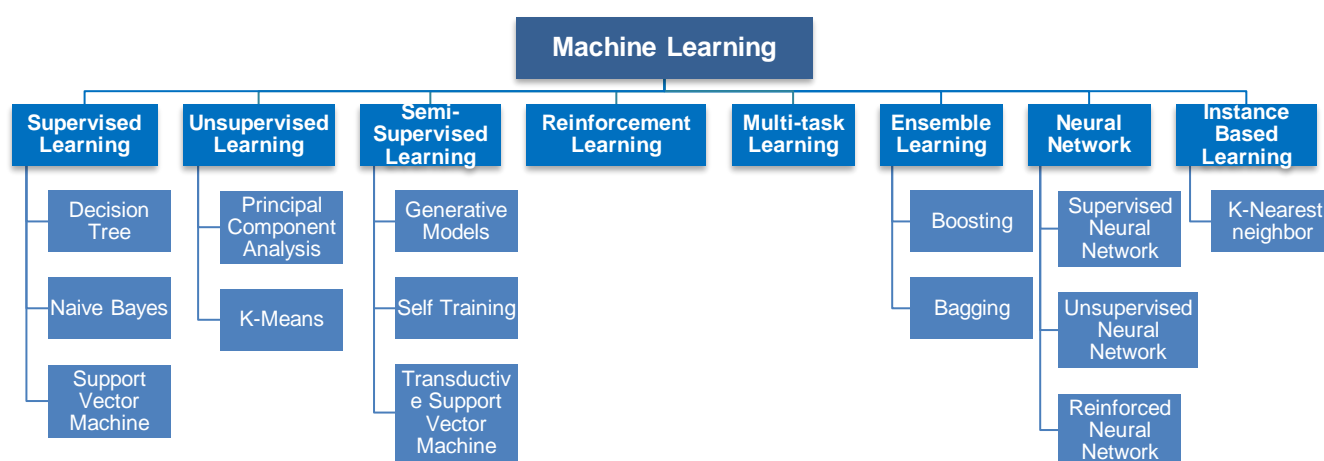 Machine Learning
Supervised
Learning
Unsupervised
Learning
Semi-
Supervised
Learning
Reinforcement
Learning
Multi-task
Learning
Ensemble
Learning
Neural
Network
Instance
Based
Learning
Decision
Tree
Naive Bayes
Support
Vector
Machine
Principal
Component
Analysis
K-Means
Generative
Models
Self Training
Transductiv
e Support
Vector
Machine
Boosting
Bagging
Supervised
Neural
Network
Unsupervised
Neural
Network
Reinforced
Neural
Network
K-Nearest
neighbor